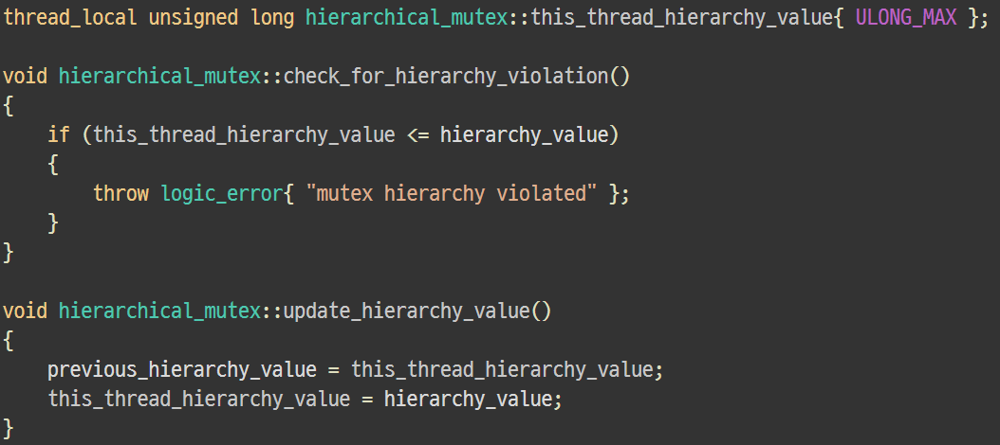 thread_local unsigned long hierarchical_mutex::this_thread_hierarchy_value{ ULONG_MAX };

void hierarchical_mutex::check_for_hierarchy_violation()
{
    if (this_thread_hierarchy_value <= hierarchy_value)
    {
        throw logic_error{ "mutex hierarchy violated" };
    }
}

void hierarchical_mutex::update_hierarchy_value()
{
    previous_hierarchy_value = this_thread_hierarchy_value;
    this_thread_hierarchy_value = hierarchy_value;
}